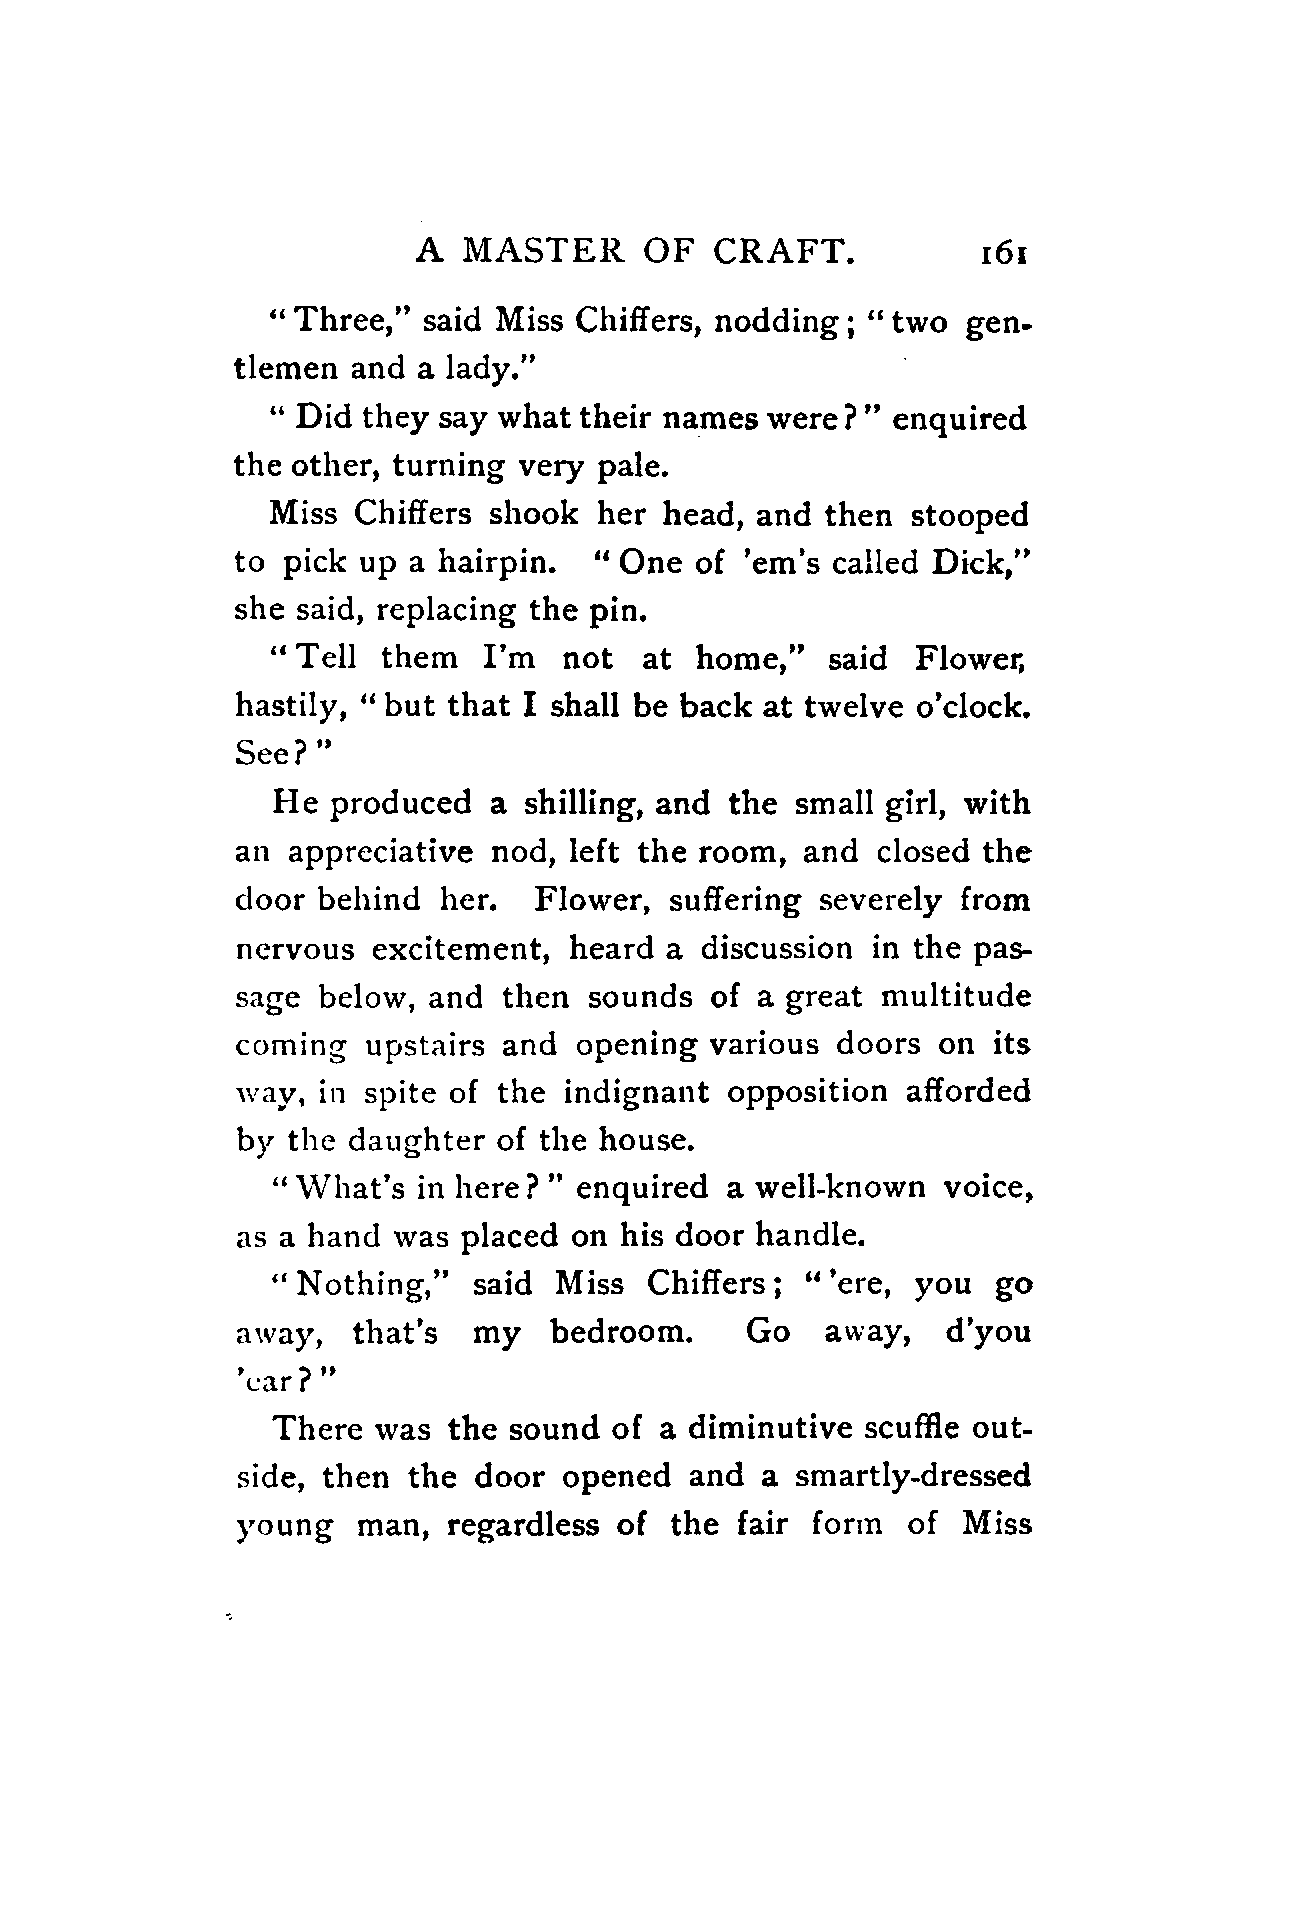 A MASTER OF CRAFT. 161
"Three," said Miss Chiffers, nodding; "two gen-
tlemen and a lady."
"Did they say what their names were?" enquired
the other, turning very pale.
Miss Chiffers shook her head, and then stooped
to pick up a hairpin. "One of 'em's called Dick,"
she said, replacing the pin.
"Tell them I'm not at home," said Flower,
hastily, "but that I shall be back at twelve o'clock.
See?"
He produced a shilling, and the small girl, with
an appreciative nod, left the room, and closed the
door behind her. Flower, suffering severely from
nervous excitement, heard a discussion in the pas-
sage below, and then sounds of a great multitude
coming upstairs and opening various doors on its
way, in spite of the indignant opposition afforded
by the daughter of the house.
"What's in here?" enquired a well-known voice,
as a hand was placed on his door handle.
"Nothing," said Miss Chiffers; "'ere, you go
away, that's my bedroom. Go away, d'you
'ear?"
There was the sound of a diminutive scuffle out-
side, then the door opened and a smartly-dressed
young man, regardless of the fair form of Miss